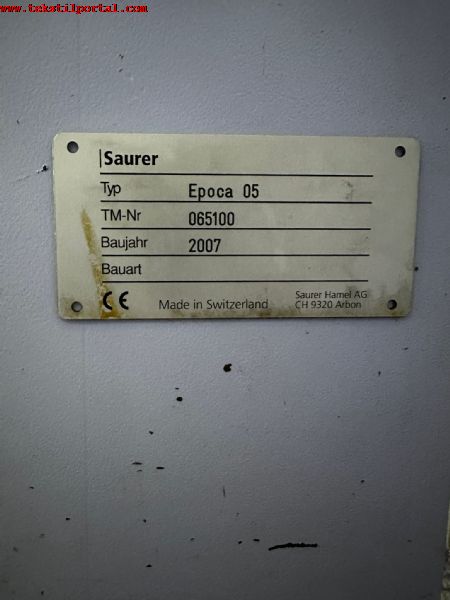 www.tekstilportal.com
Saurer
Typ Epoca 05
TM-Nr 065100
Baujahr 2007
Bauart
CE Made in Switzerland Saurer Hamel AG
CH 9320 Arbon